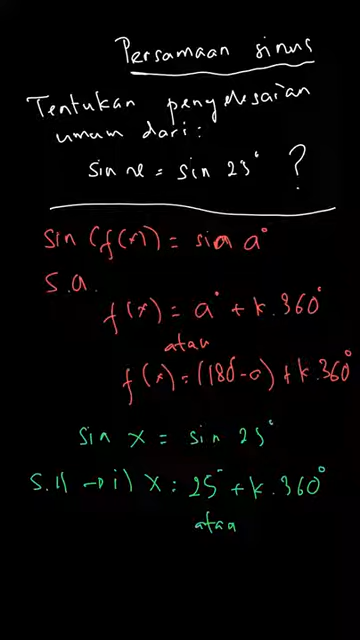 Persamaan sinus
Tentukan penyelesaian
umum dari:
sin x = sin 25° ?
sin (f(x)) = sin a°
s.a.
f(x) = a° + k.360°
atau
f(x) = (180-a) + k.360°
sin x = sin 25°
i) x = 25° + k.360°
atau